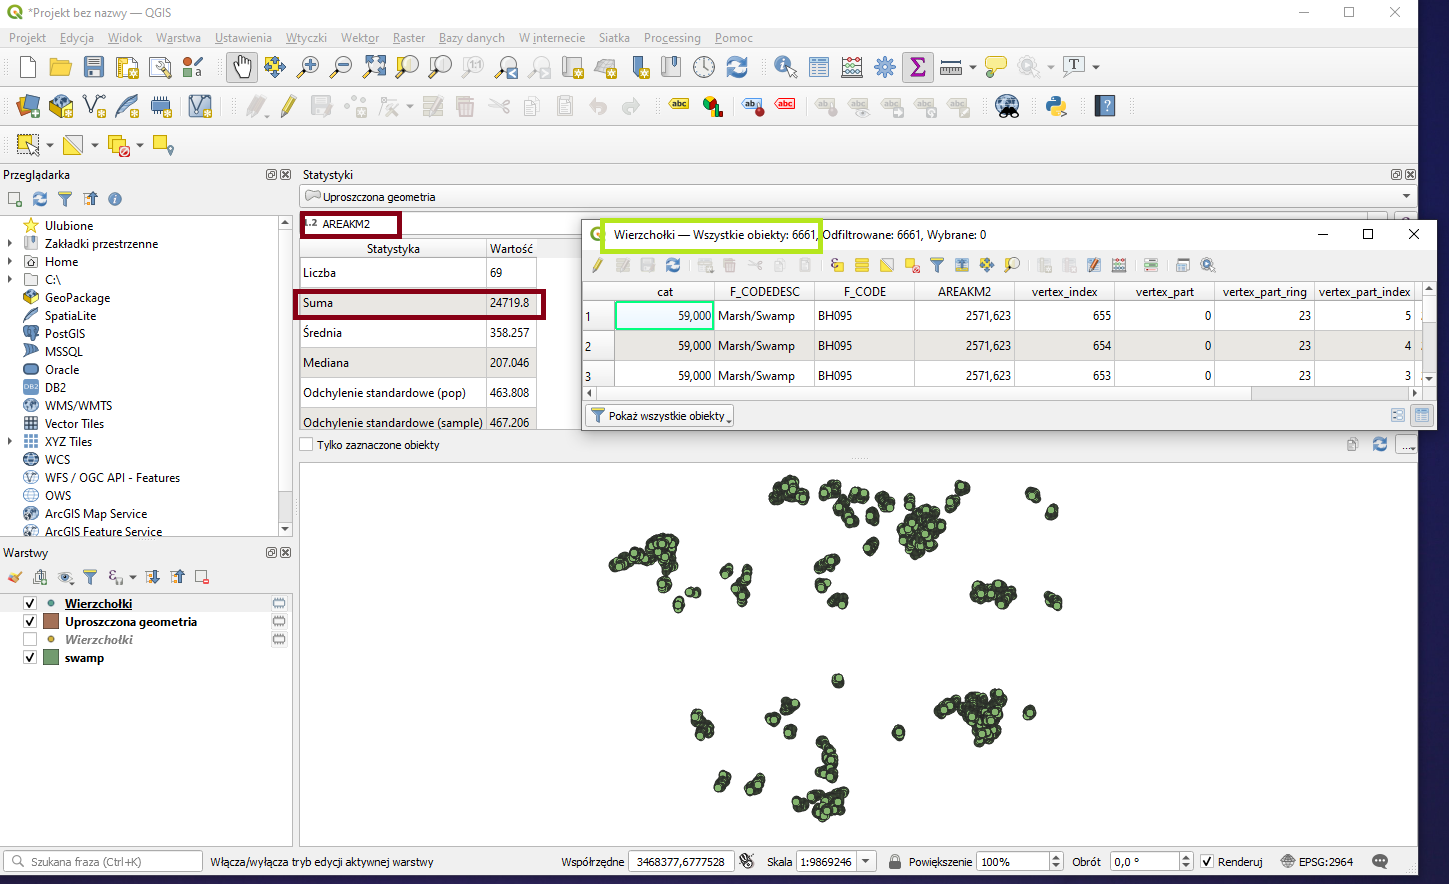 *Projekt bez nazwy — QGIS
Projekt Edycja Widok Warstwa Ustawienia Wtyczki Wektor Raster Bazy danych W internecie Siatka Processing Pomoc
Przeglądarka
Ulubione
Zakładki przestrzenne
Home
C:\
GeoPackage
SpatiaLite
PostGIS
MSSQL
Oracle
DB2
WMS/WMTS
Vector Tiles
XYZ Tiles
WCS
WFS / OGC API - Features
OWS
ArcGIS Map Service
ArcGIS Feature Service
Warstwy
Wierzchołki
Uproszczona geometria
Wierzchołki
swamp
Statystyki
Uproszczona geometria
1.2 AREAKM2
Statystyka Wartość
Liczba 69
Suma 24719.8
Średnia 358.257
Mediana 207.046
Odchylenie standardowe (pop) 463.808
Odchylenie standardowe (sample) 467.206
Tylko zaznaczone obiekty
Wierzchołki — Wszystkie obiekty: 6661, Odfiltrowane: 6661, Wybrane: 0
cat F_CODEDESC F_CODE AREAKM2 vertex_index vertex_part vertex_part_ring vertex_part_index
1 59,000 Marsh/Swamp BH095 2571,623 655 0 23 5
2 59,000 Marsh/Swamp BH095 2571,623 654 0 23 4
3 59,000 Marsh/Swamp BH095 2571,623 653 0 23 3
Pokaż wszystkie obiekty
Szukana fraza (Ctrl+K) Włącza/wyłącza tryb edycji aktywnej warstwy Współrzędne 3468377,6777528 Skala 1:9869246 Powiększenie 100% Obrót 0,0 ° Renderuj EPSG:2964